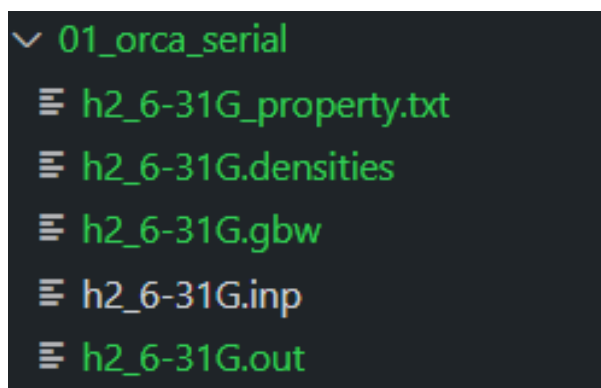 01_orca_serial
h2_6-31G_property.txt
h2_6-31G.densities
h2_6-31G.gbw
h2_6-31G.inp
h2_6-31G.out